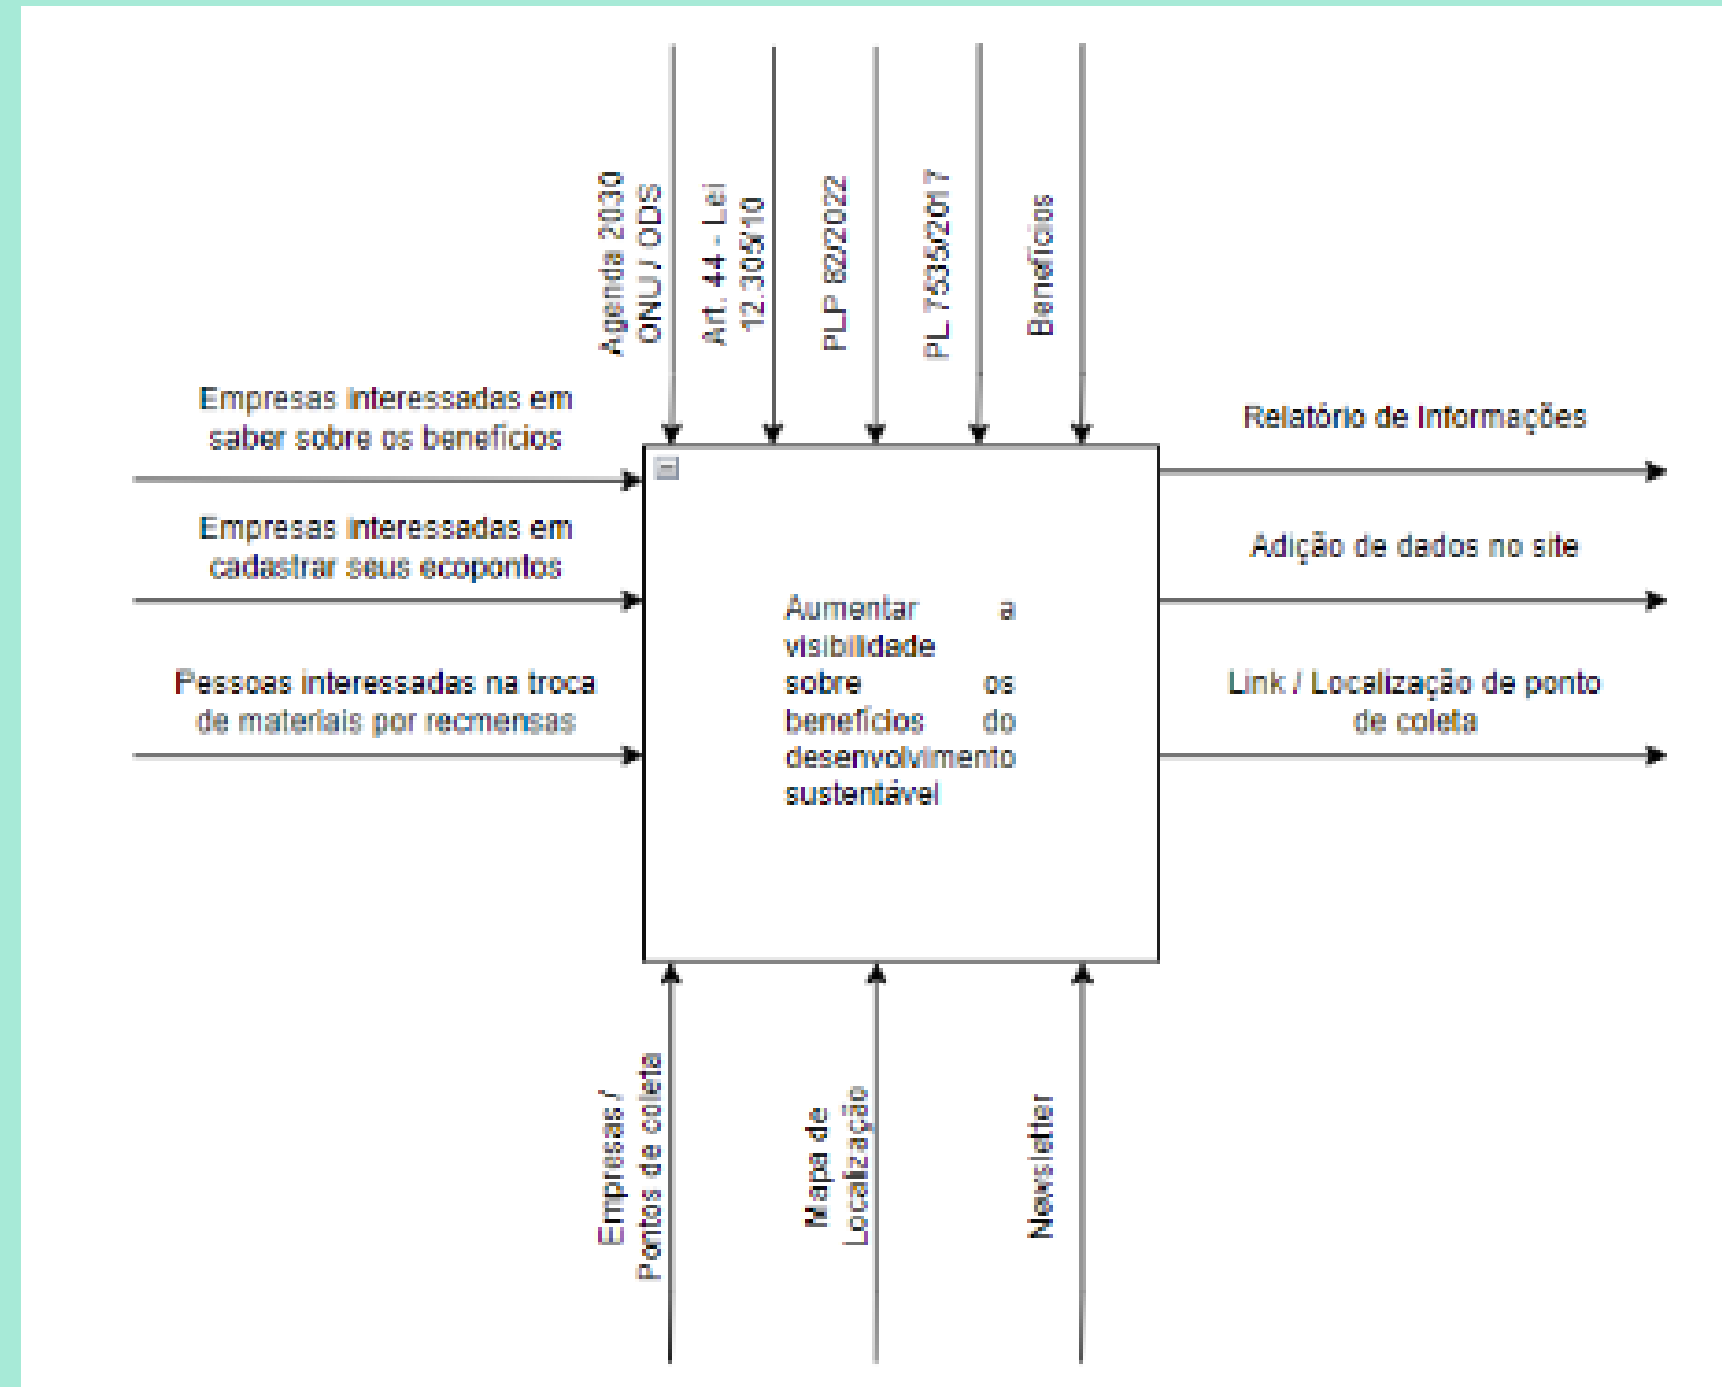 Agenda 2030
ONU / ODS
Art. 44 - Lei
12.305/10
PLP 62/2022
PL 7535/2017
Benefícios
Empresas interessadas em
saber sobre os benefícios
Empresas interessadas em
cadastrar seus ecopontos
Pessoas interessadas na troca
de materiais por recmensas
Aumentar a
visibilidade
sobre os
benefícios do
desenvolvimento
sustentável
Relatório de Informações
Adição de dados no site
Link / Localização de ponto
de coleta
Empresas /
Pontos de coleta
Mapa de
Localização
Newsletter